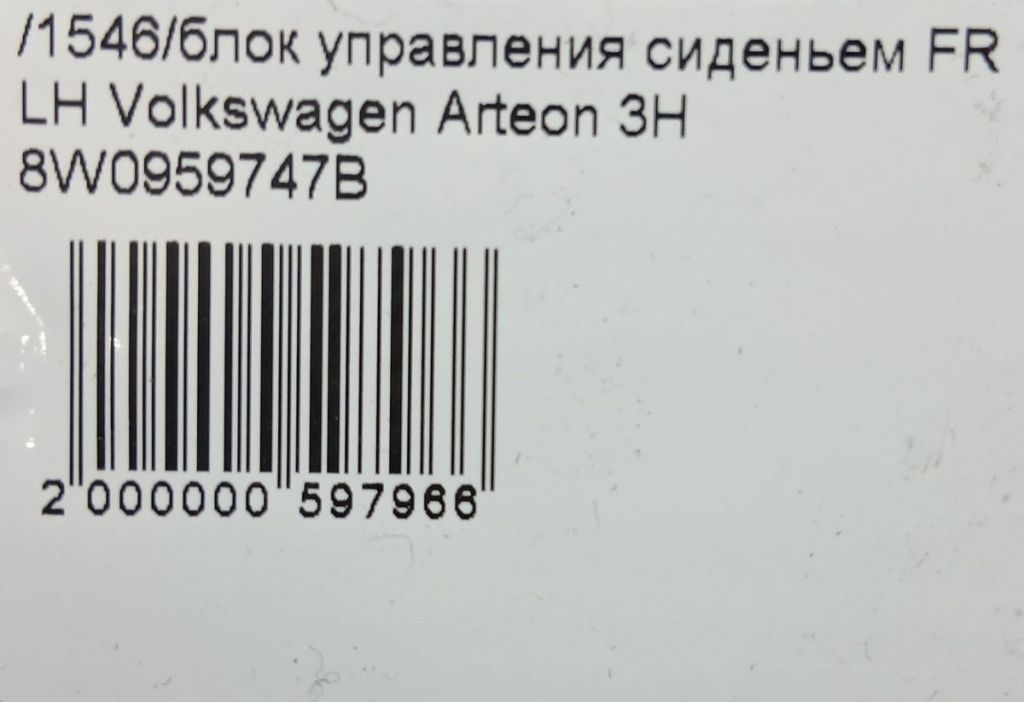 /1546/блок управления сиденьем FR
LH Volkswagen Arteon 3H
8W0959747B
2 000000 597966